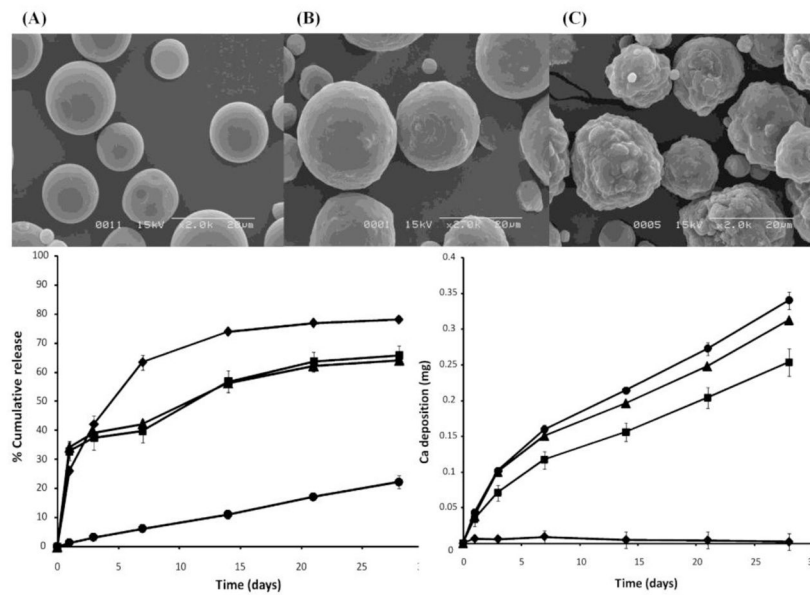 (A) (B) (C)
0011 15kV ×2.0k 20µm
0001 15kV ×2.0k 20µm
0005 15kV ×2.0k 20µm
100
90
80
70
60
50
40
30
20
10
0
% Cumulative release
0 5 10 15 20 25
Time (days)
0.4
0.35
0.3
0.25
0.2
0.15
0.1
0.05
0
Ca deposition (mg)
0 5 10 15 20 25
Time (days)